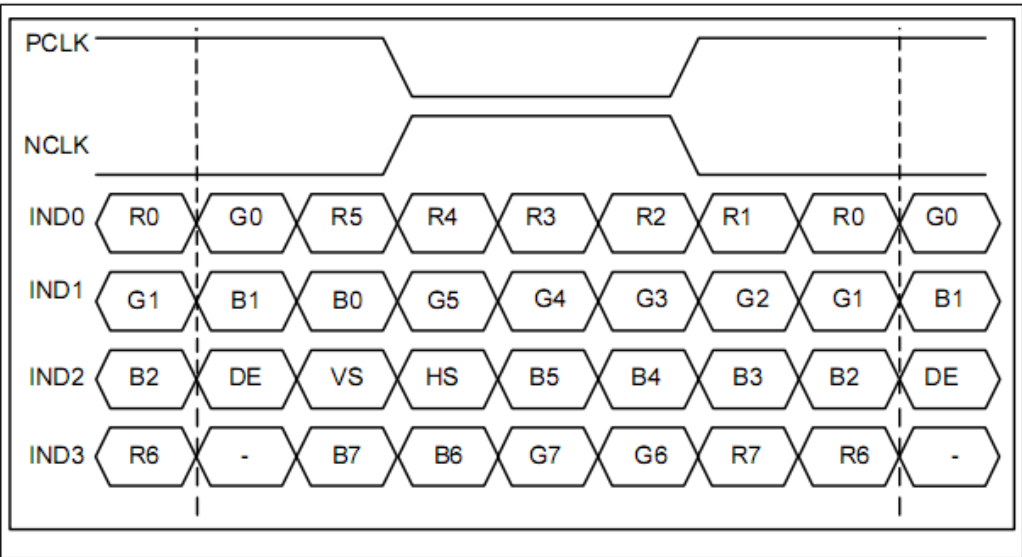 PCLK
NCLK
IND0 R0 G0 R5 R4 R3 R2 R1 R0 G0
IND1 G1 B1 B0 G5 G4 G3 G2 G1 B1
IND2 B2 DE VS HS B5 B4 B3 B2 DE
IND3 R6 - B7 B6 G7 G6 R7 R6 -